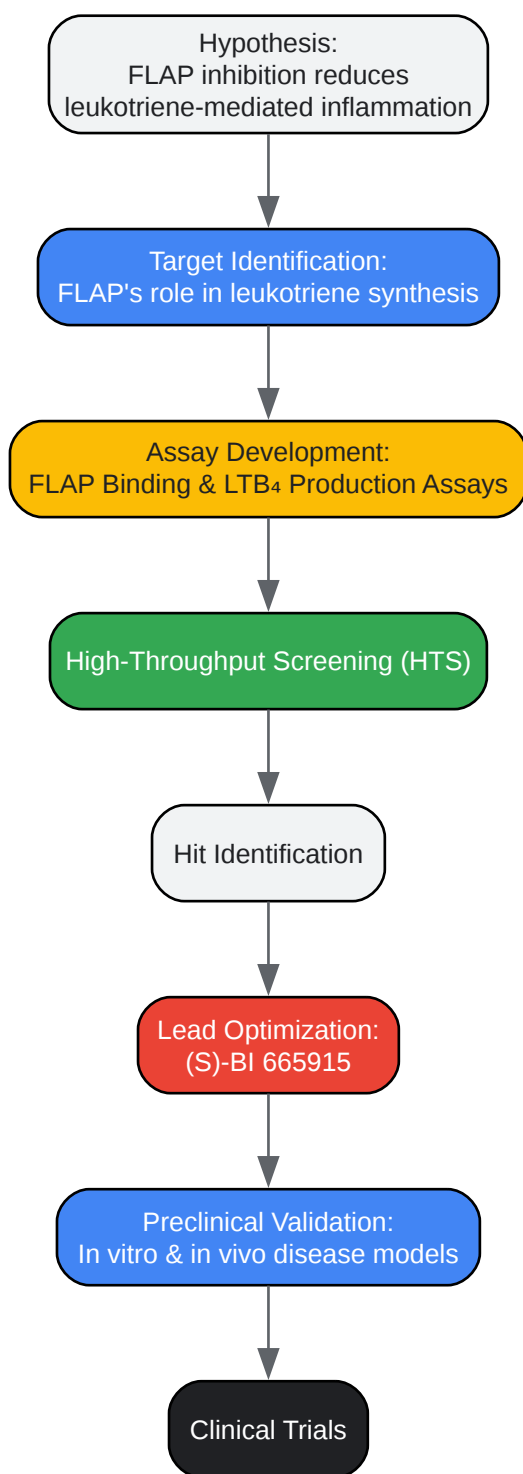 Hypothesis:
FLAP inhibition reduces
leukotriene-mediated inflammation
Target Identification:
FLAP's role in leukotriene synthesis
Assay Development:
FLAP Binding & LTB₄ Production Assays
High-Throughput Screening (HTS)
Hit Identification
Lead Optimization:
(S)-BI 665915
Preclinical Validation:
In vitro & in vivo disease models
Clinical Trials